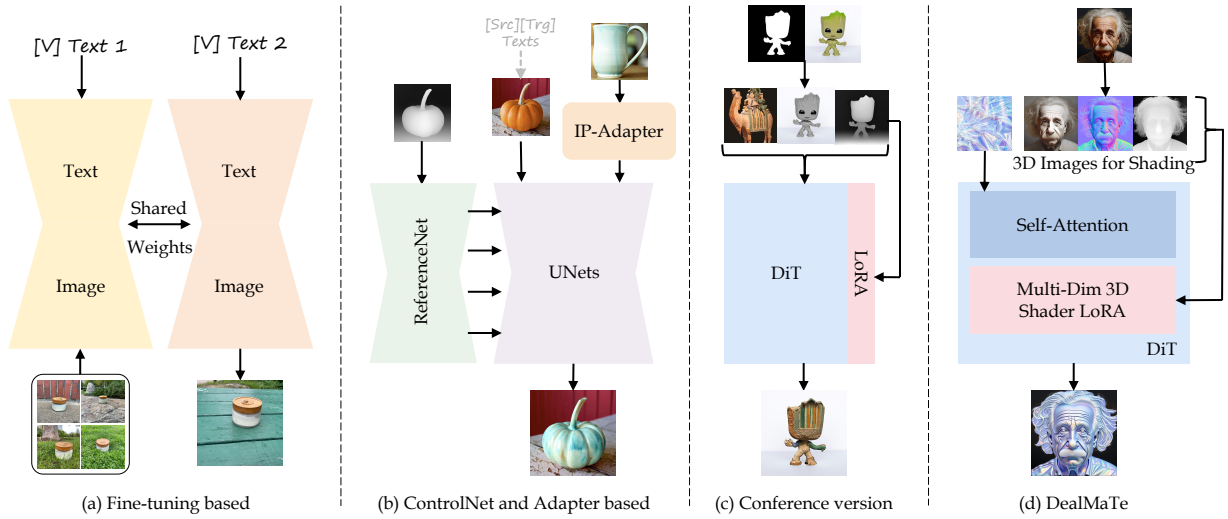 [V] Text 1
[V] Text 2
Text
Text
Shared
Weights
Image
Image
(a) Fine-tuning based
[Src][Trg]
Texts
IP-Adapter
ReferenceNet
UNets
(b) ControlNet and Adapter based
DiT
LoRA
(c) Conference version
3D Images for Shading
Self-Attention
Multi-Dim 3D
Shader LoRA
DiT
(d) DealMaTe